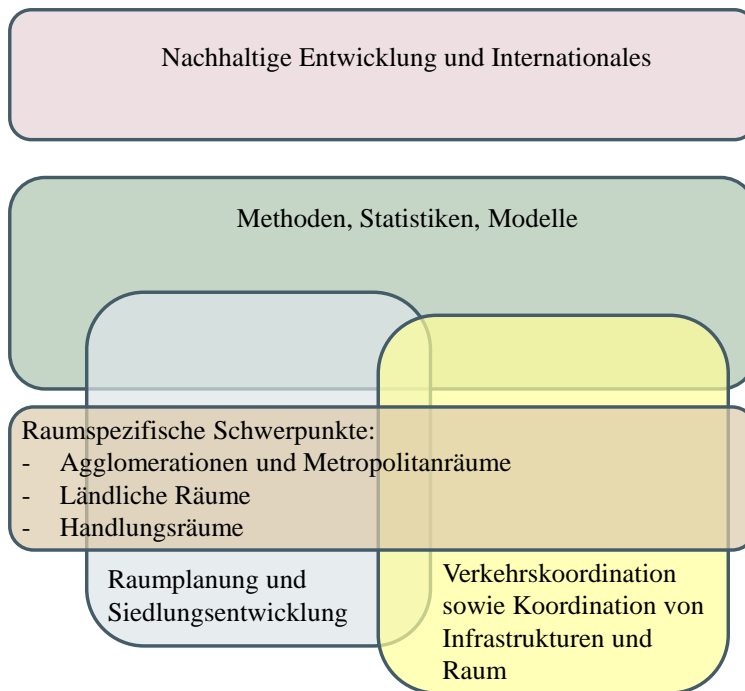 Nachhaltige Entwicklung und Internationales
Methoden, Statistiken, Modelle
Raumspezifische Schwerpunkte:
- Agglomerationen und Metropolitanräume
- Ländliche Räume
- Handlungsräume
Raumplanung und
Siedlungsentwicklung
Verkehrskoordination
sowie Koordination von
Infrastrukturen und
Raum